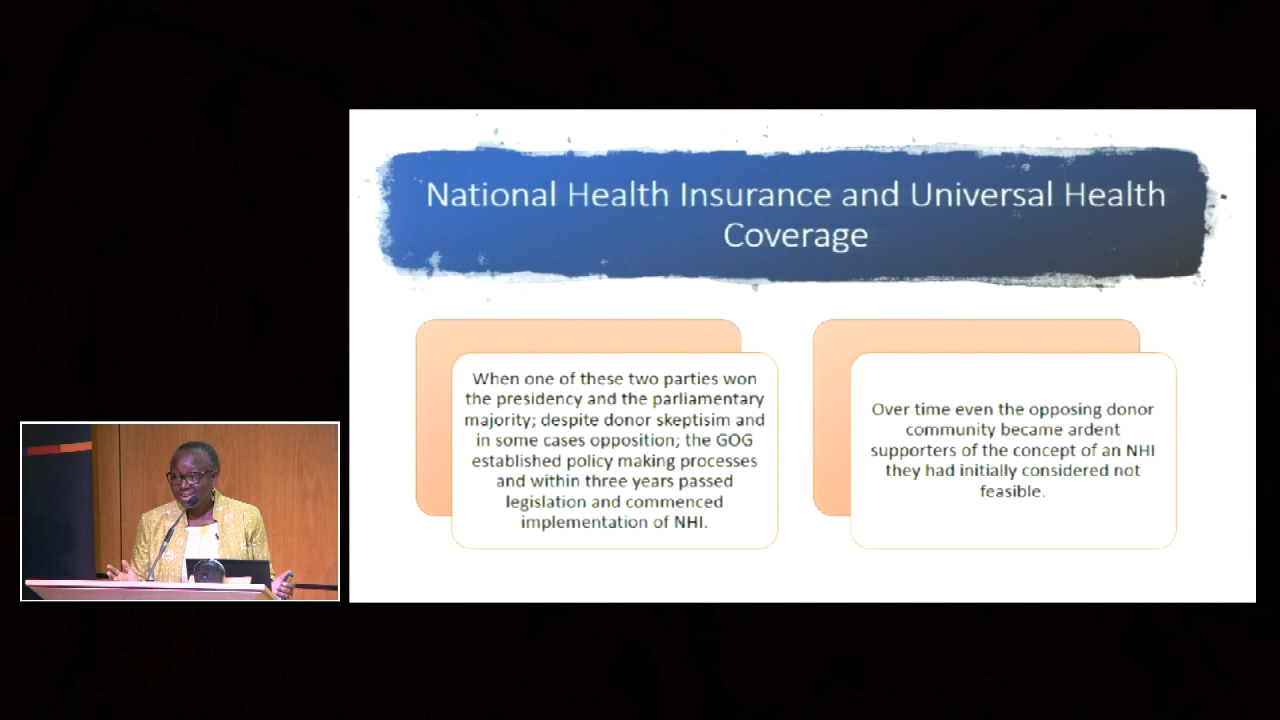 National Health Insurance and Universal Health
Coverage
When one of these two parties won
the presidency and the parliamentary
majority; despite donor skeptisim and
in some cases opposition; the GOG
established policy making processes
and within three years passed
legislation and commenced
implementation of NHI.
Over time even the opposing donor
community became ardent
supporters of the concept of an NHI
they had initially considered not
feasible.